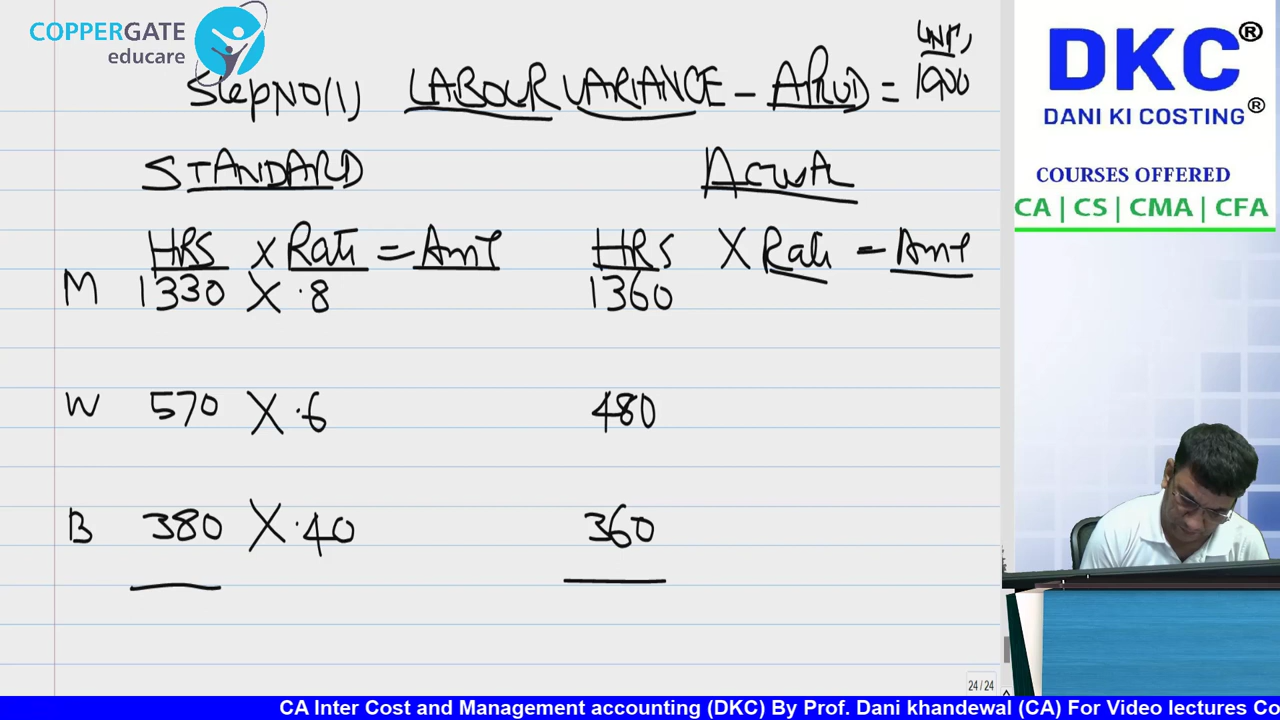 COPPERGATE
educare
Step NO(1) LABOUR VARIANCE - APROD = 1900
STANDARD ACTUAL
HRS X Rate = Amt HRS X Rate = Amt
M 1330 X .8 1360
W 570 X .6 480
B 380 X .40 360
DKC®
DANI KI COSTING®
COURSES OFFERED
CA | CS | CMA | CFA
24 / 24
CA Inter Cost and Management accounting (DKC) By Prof. Dani khandewal (CA) For Video lectures Co